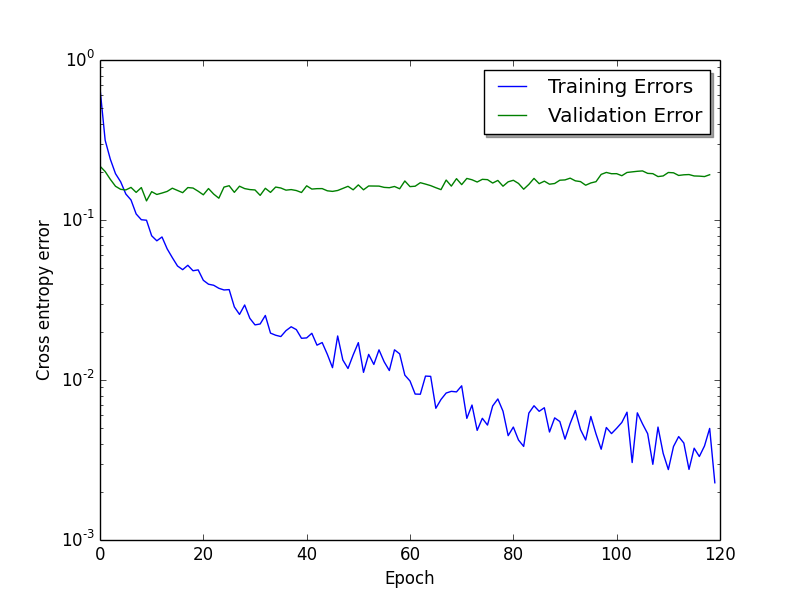 Training Errors
Validation Error
Cross entropy error
10^0
10^-1
10^-2
10^-3
0 20 40 60 80 100 120
Epoch